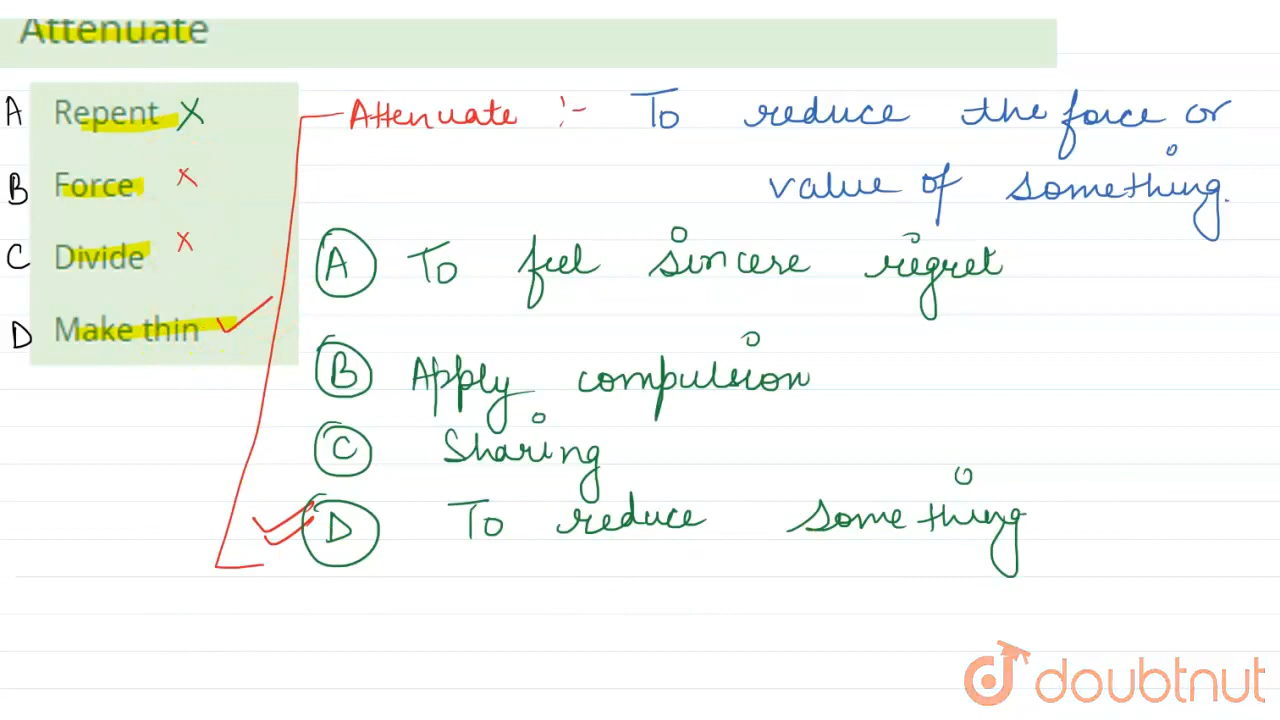 Attenuate
A Repent X
B Force x
C Divide x
D Make thin
Attenuate :- To reduce the force or
value of something.
A To feel sincere regret
B Apply compulsion
C Sharing
D To reduce something
doubtnut